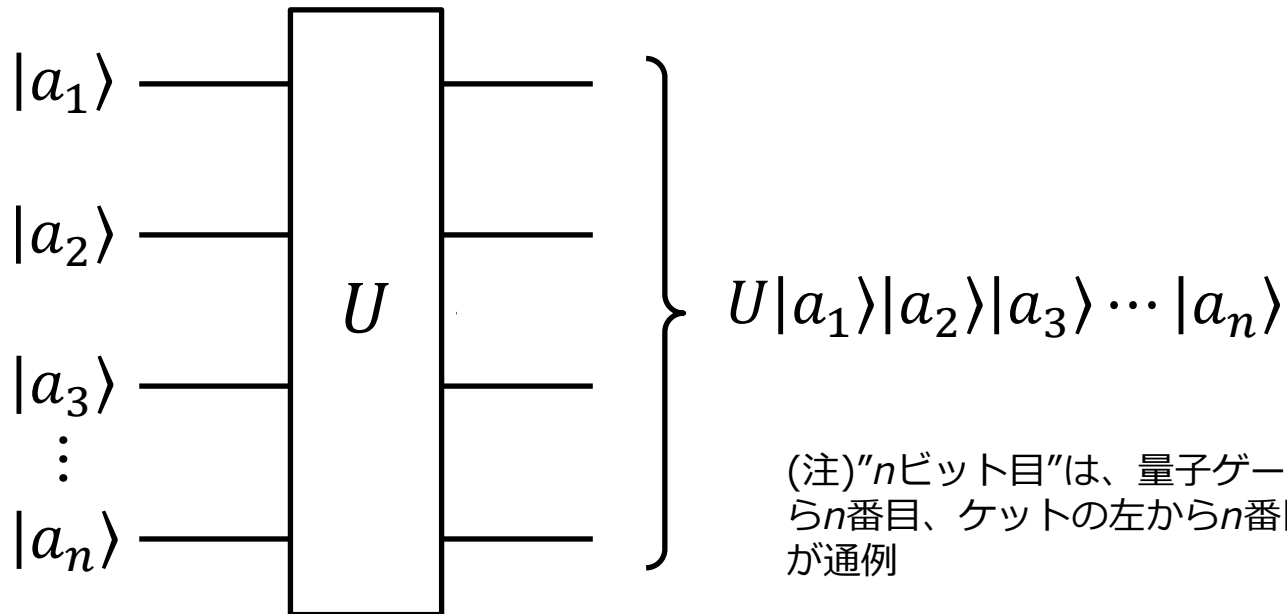 |a₁⟩
|a₂⟩
U
U|a₁⟩|a₂⟩|a₃⟩ ⋯ |aₙ⟩
|a₃⟩
⋮
|aₙ⟩
(注)”nビット目”は、量子ゲー
らn番目、ケットの左からn番
が通例